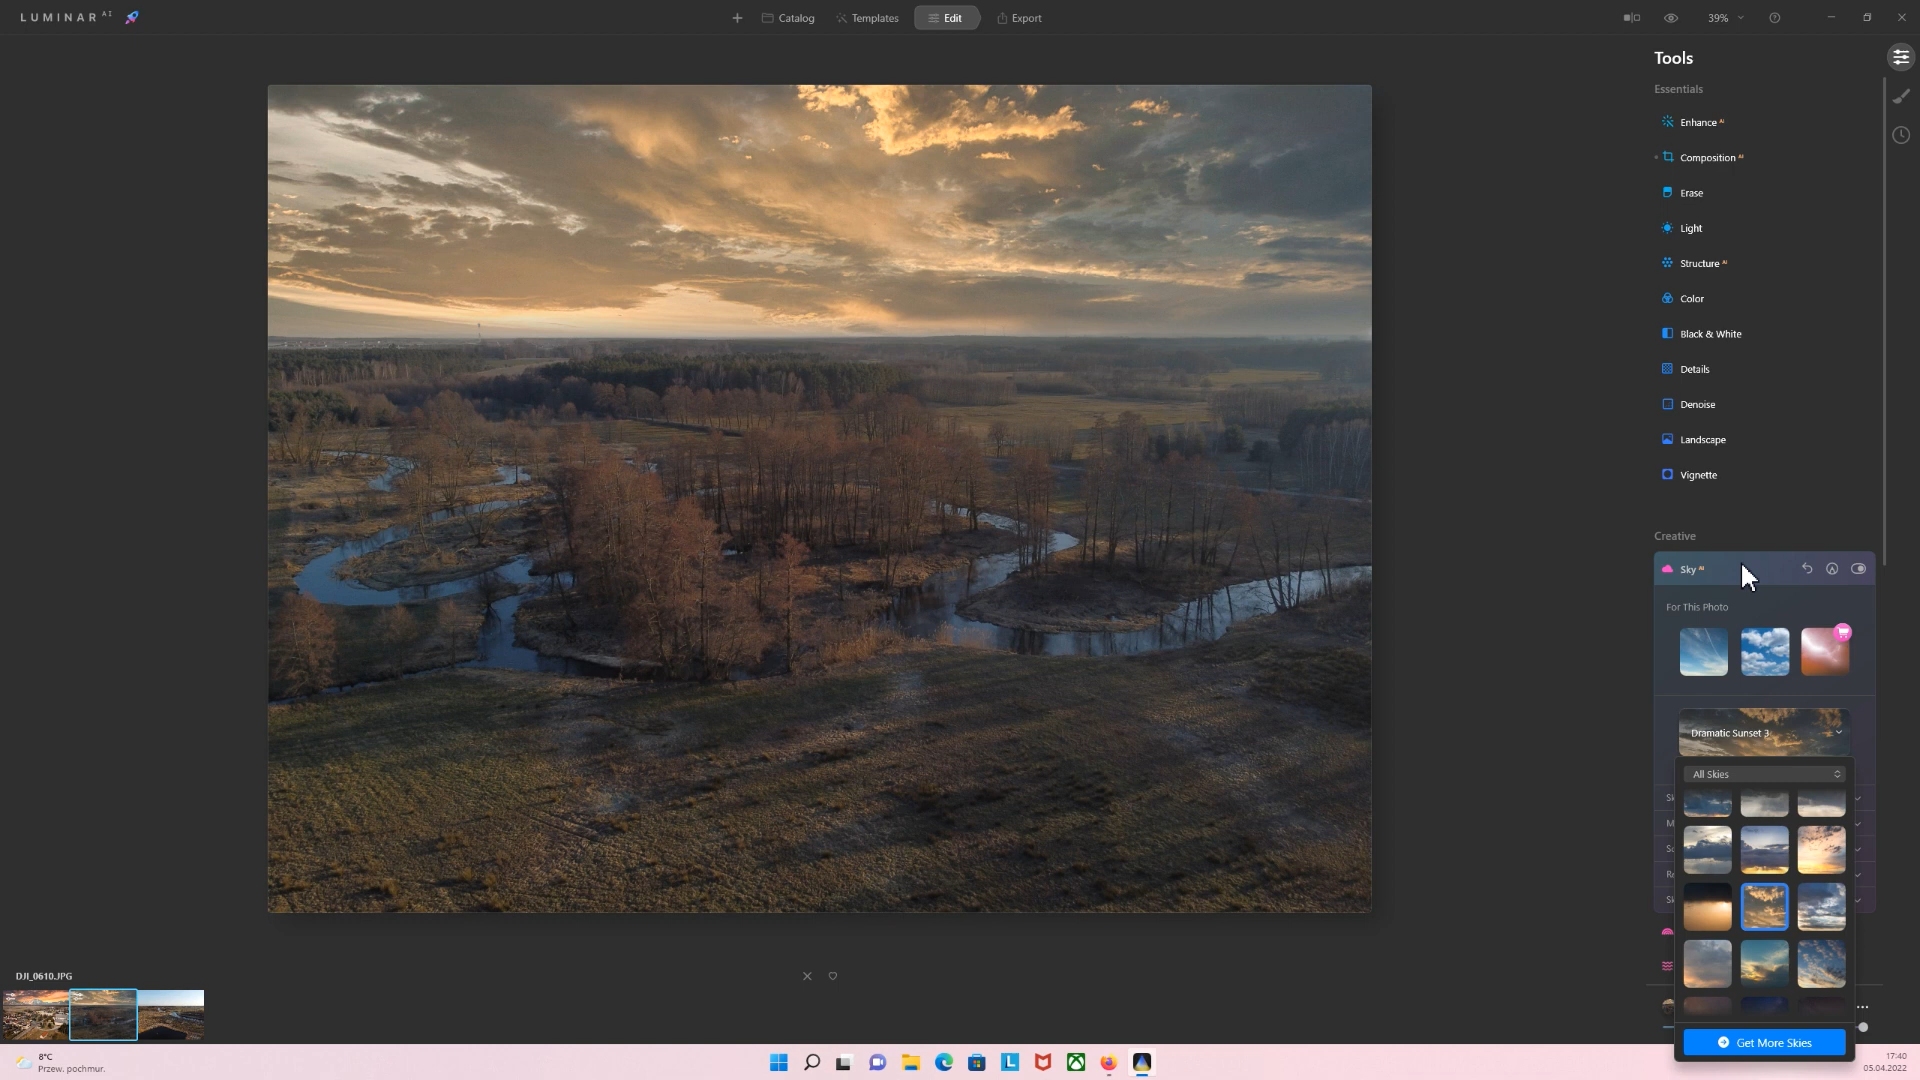 LUMINAR AI
Catalog
Templates
Edit
Export
39%
Tools
Essentials
Enhance AI
Composition AI
Erase
Light
Structure AI
Color
Black & White
Details
Denoise
Landscape
Vignette
Creative
Sky AI
For This Photo
Dramatic Sunset 3
All Skies
Get More Skies
DJI_0610.JPG
8°C
Przew. pochmur.
17:40
05.04.2022